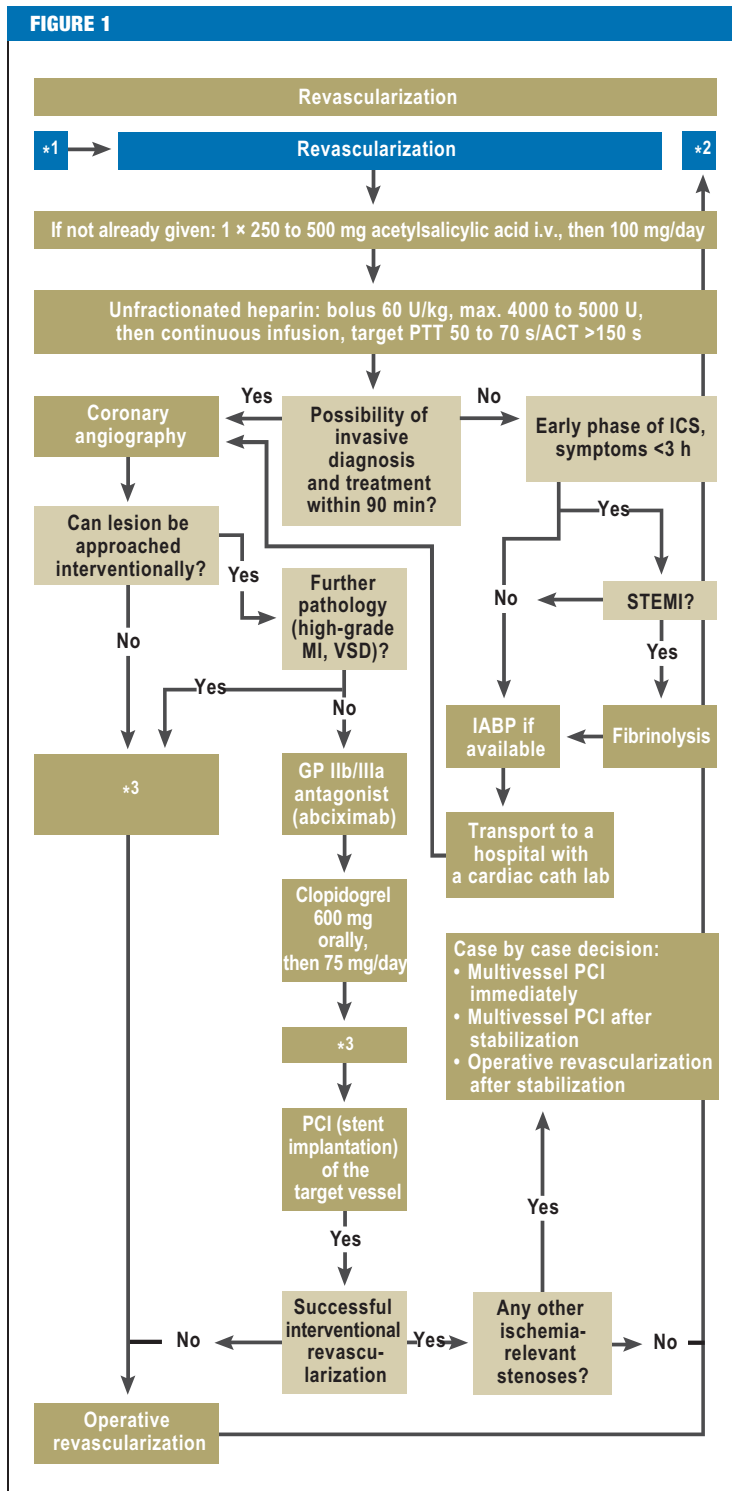 FIGURE 1
Revascularization
*1
Revascularization
*2
If not already given: 1 × 250 to 500 mg acetylsalicylic acid i.v., then 100 mg/day
Unfractionated heparin: bolus 60 U/kg, max. 4000 to 5000 U,
then continuous infusion, target PTT 50 to 70 s/ACT >150 s
Coronary
angiography
Yes
Possibility of
invasive
diagnosis
and treatment
within 90 min?
No
Early phase of ICS,
symptoms <3 h
Can lesion be
approached
interventionally?
Yes
No
Further
pathology
(high-grade
MI, VSD)?
Yes
No
Yes
No
STEMI?
Yes
IABP if
available
Fibrinolysis
*3
GP IIb/IIIa
antagonist
(abciximab)
Transport to a
hospital with
a cardiac cath lab
Clopidogrel
600 mg
orally,
then 75 mg/day
Case by case decision:
• Multivessel PCI
immediately
• Multivessel PCI after
stabilization
• Operative revascularization
after stabilization
*3
PCI (stent
implantation)
of the
target vessel
Yes
Yes
No
Successful
interventional
revascu-
larization
Yes
Any other
ischemia-
relevant
stenoses?
No
Operative
revascularization